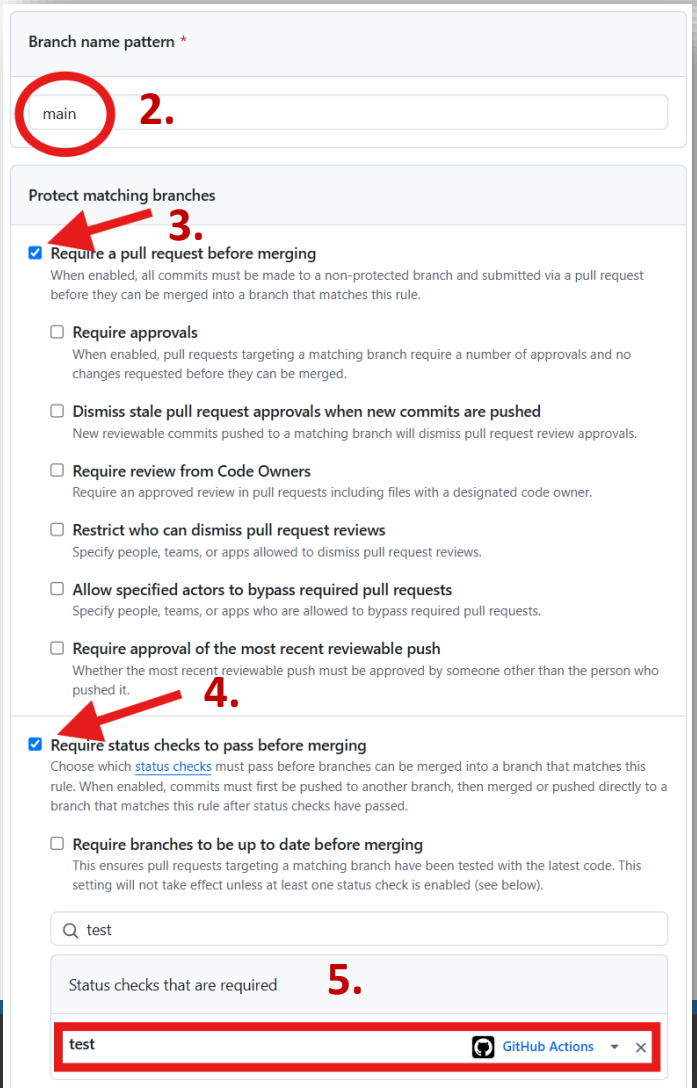 Branch name pattern *
main
2.
Protect matching branches
3.
Require a pull request before merging
When enabled, all commits must be made to a non-protected branch and submitted via a pull request
before they can be merged into a branch that matches this rule.
Require approvals
When enabled, pull requests targeting a matching branch require a number of approvals and no
changes requested before they can be merged.
Dismiss stale pull request approvals when new commits are pushed
New reviewable commits pushed to a matching branch will dismiss pull request review approvals.
Require review from Code Owners
Require an approved review in pull requests including files with a designated code owner.
Restrict who can dismiss pull request reviews
Specify people, teams, or apps allowed to dismiss pull request reviews.
Allow specified actors to bypass required pull requests
Specify people, teams, or apps who are allowed to bypass required pull requests.
Require approval of the most recent reviewable push
Whether the most recent reviewable push must be approved by someone other than the person who
pushed it.
4.
Require status checks to pass before merging
Choose which status checks must pass before branches can be merged into a branch that matches this
rule. When enabled, commits must first be pushed to another branch, then merged or pushed directly to a
branch that matches this rule after status checks have passed.
Require branches to be up to date before merging
This ensures pull requests targeting a matching branch have been tested with the latest code. This
setting will not take effect unless at least one status check is enabled (see below).
test
Status checks that are required
5.
test GitHub Actions